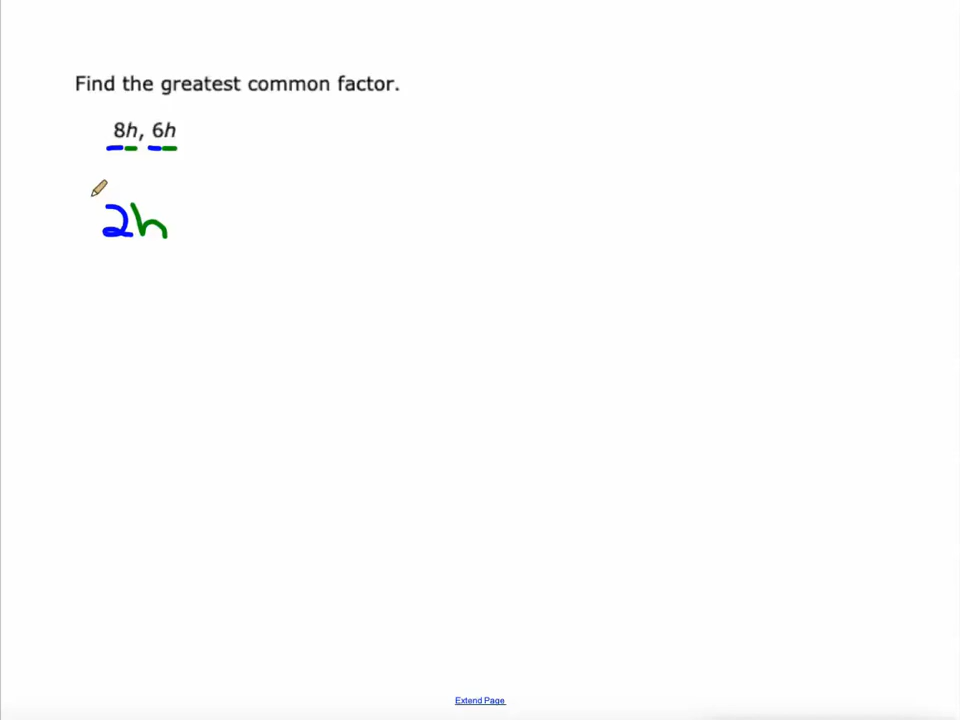 Find the greatest common factor.
8h, 6h
2h
Extend Page